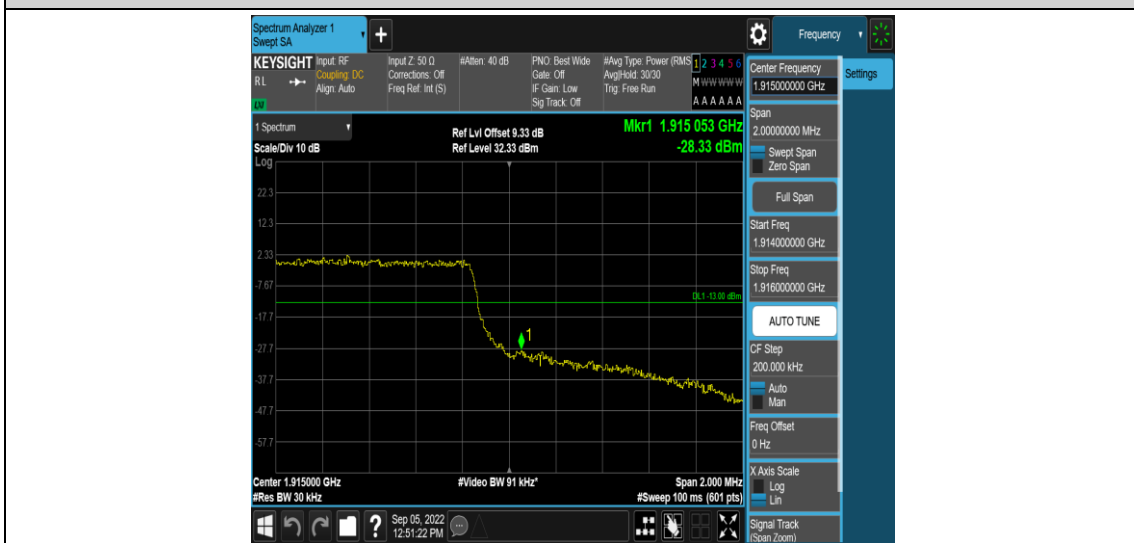 Spectrum Analyzer 1
Swept SA
+
Frequency
KEYSIGHT
RL
LXI
Input: RF
Coupling: DC
Align: Auto
Input Z: 50 Ω
Corrections: Off
Freq Ref: Int (S)
#Atten: 40 dB
PNO: Best Wide
Gate: Off
IF Gain: Low
Sig Track: Off
#Avg Type: Power (RMS
Avg|Hold: 30/30
Trig: Free Run
1 2 3 4 5 6
M W W W W W
A A A A A A
Center Frequency
1.915000000 GHz
Settings
1 Spectrum
Scale/Div 10 dB
Log
Ref Lvl Offset 9.33 dB
Ref Level 32.33 dBm
Mkr1 1.915 053 GHz
-28.33 dBm
22.3
12.3
2.33
-7.67
-17.7
-27.7
-37.7
-47.7
-57.7
DL1 -13.00 dBm
1
Span
2.00000000 MHz
Swept Span
Zero Span
Full Span
Start Freq
1.914000000 GHz
Stop Freq
1.916000000 GHz
AUTO TUNE
CF Step
200.000 kHz
Auto
Man
Freq Offset
0 Hz
X Axis Scale
Log
Lin
Signal Track
(Span Zoom)
Center 1.915000 GHz
#Res BW 30 kHz
#Video BW 91 kHz*
Span 2.000 MHz
#Sweep 100 ms (601 pts)
?
Sep 05, 2022
12:51:22 PM